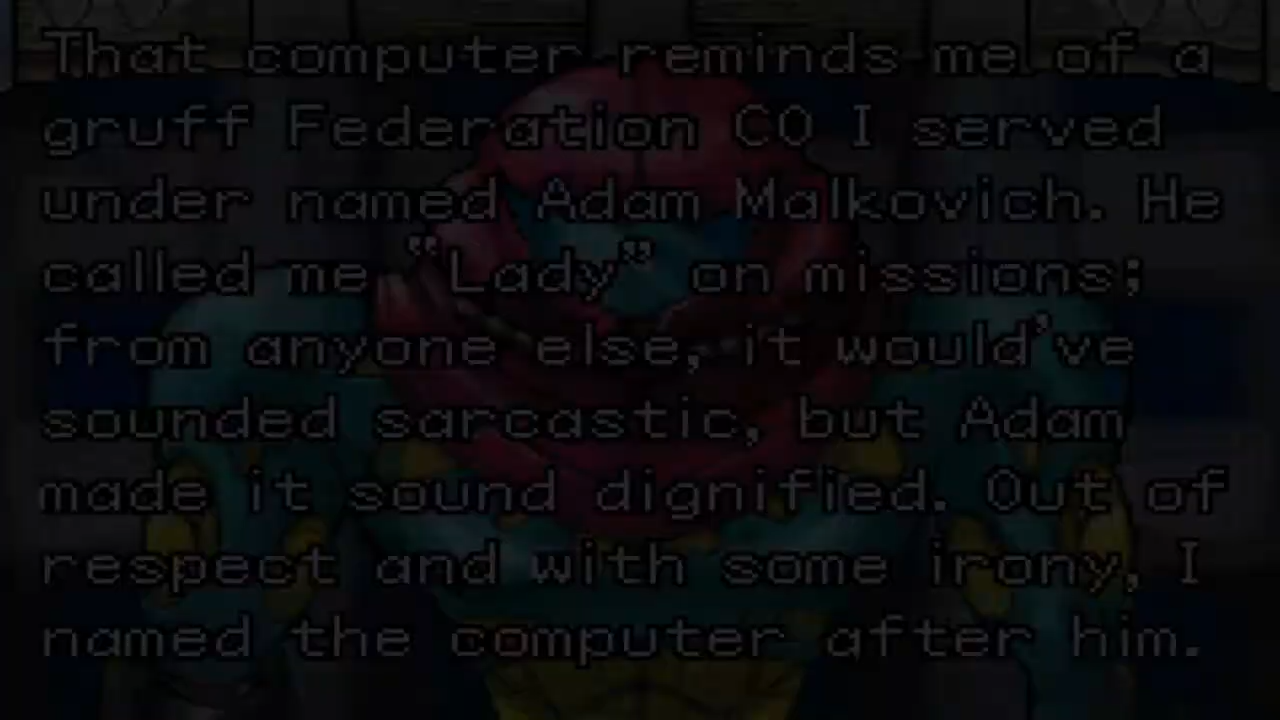 That computer reminds me of a
gruff Federation CO I served
under named Adam Malkovich. He
called me "Lady" on missions;
from anyone else, it would've
sounded sarcastic, but Adam
made it sound dignified. Out of
respect and with some irony, I
named the computer after him.